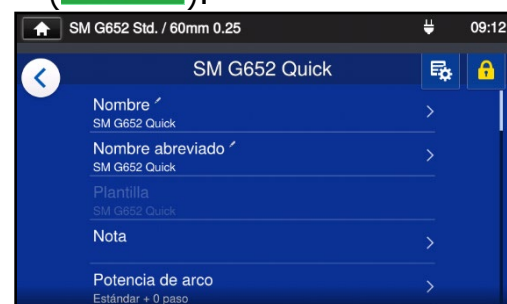 SM G652 Std. / 60mm 0.25 09:12
SM G652 Quick
Nombre
SM G652 Quick
Nombre abreviado
SM G652 Quick
Plantilla
SM G652 Quick
Nota
Potencia de arco
Estándar + 0 paso